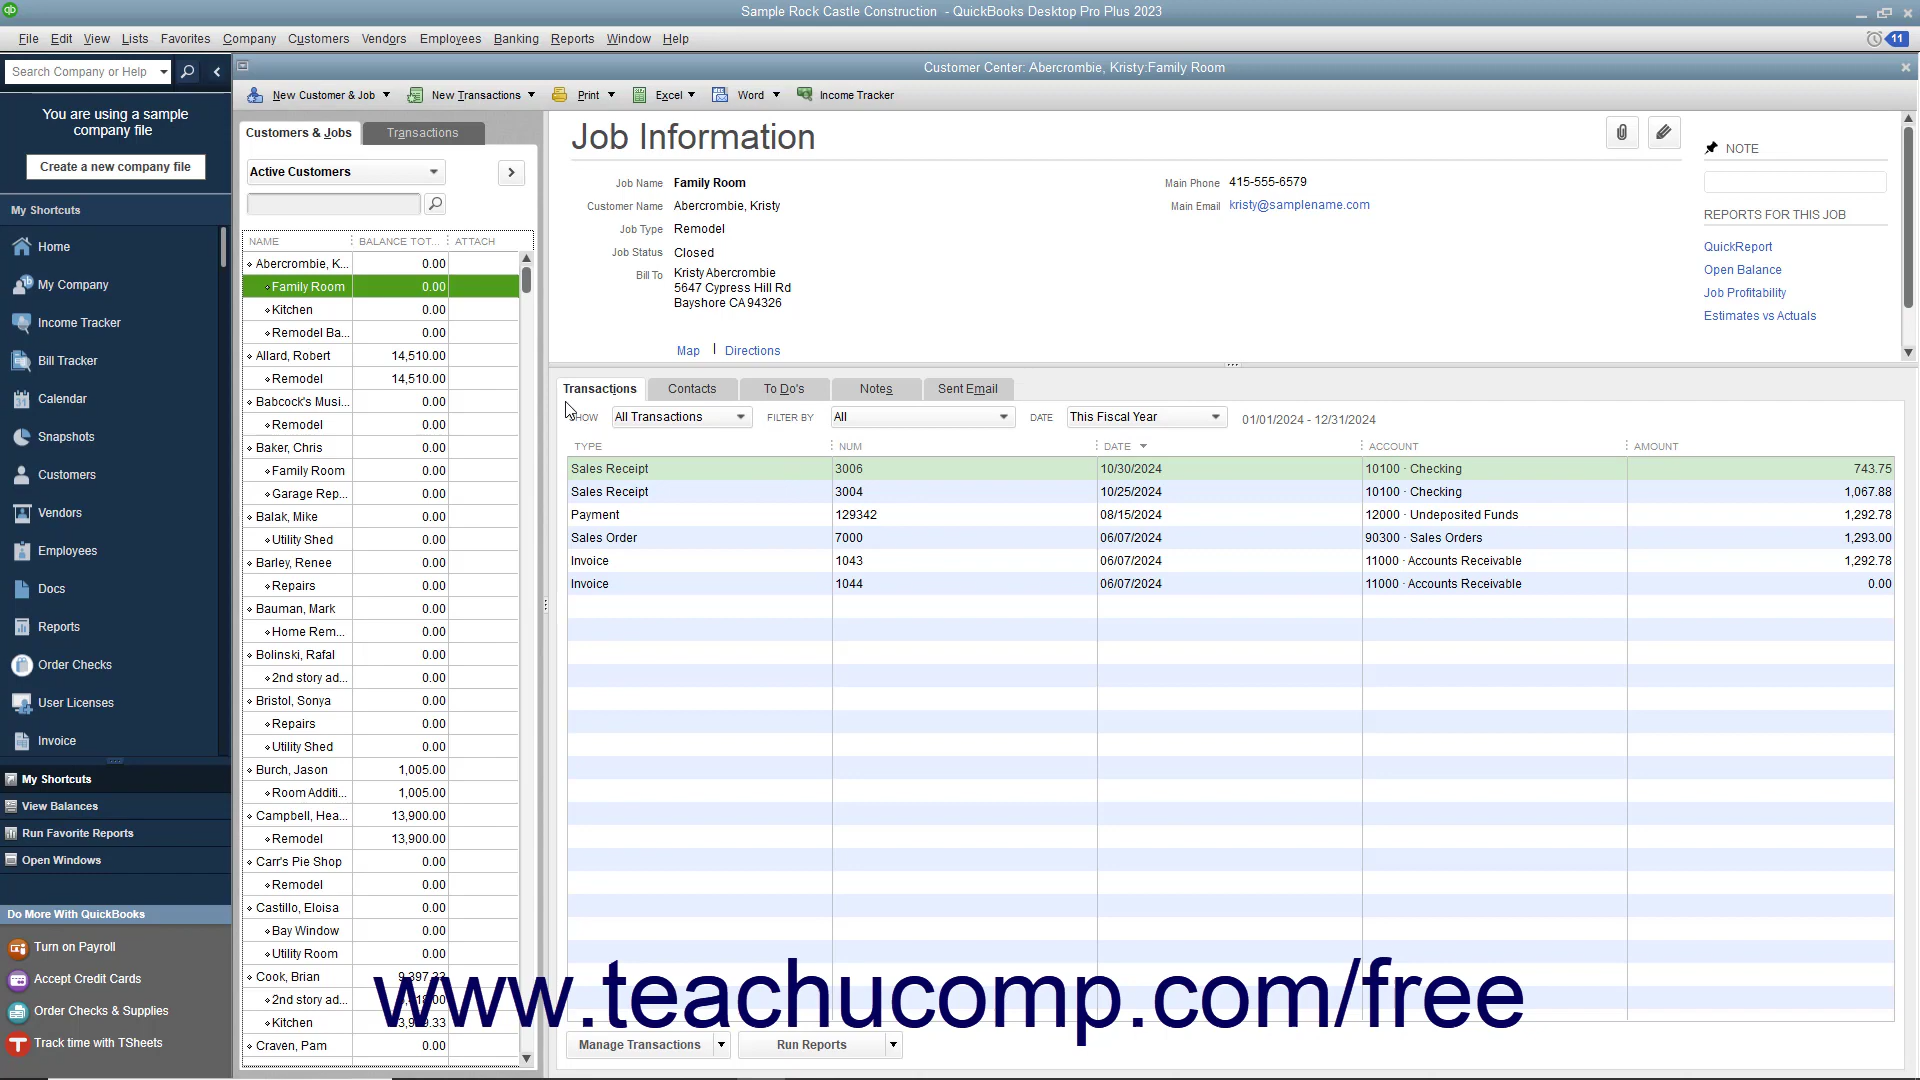 Sample Rock Castle Construction - QuickBooks Desktop Pro Plus 2023
File Edit View Lists Favorites Company Customers Vendors Employees Banking Reports Window Help
11
Search Company or Help
Customer Center: Abercrombie, Kristy:Family Room
New Customer & Job New Transactions Print Excel Word Income Tracker
You are using a sample
company file
Create a new company file
My Shortcuts
Home
My Company
Income Tracker
Bill Tracker
Calendar
Snapshots
Customers
Vendors
Employees
Docs
Reports
Order Checks
User Licenses
Invoice
My Shortcuts
View Balances
Run Favorite Reports
Open Windows
Do More With QuickBooks
Turn on Payroll
Accept Credit Cards
Order Checks & Supplies
Track time with TSheets
Customers & Jobs Transactions
Active Customers
NAME BALANCE TOT... ATTACH
Abercrombie, K... 0.00
Family Room 0.00
Kitchen 0.00
Remodel Ba... 0.00
Allard, Robert 14,510.00
Remodel 14,510.00
Babcock's Musi... 0.00
Remodel 0.00
Baker, Chris 0.00
Family Room 0.00
Garage Rep... 0.00
Balak, Mike 0.00
Utility Shed 0.00
Barley, Renee 0.00
Repairs 0.00
Bauman, Mark 0.00
Home Rem... 0.00
Bolinski, Rafal 0.00
2nd story ad... 0.00
Bristol, Sonya 0.00
Repairs 0.00
Utility Shed 0.00
Burch, Jason 1,005.00
Room Additi... 1,005.00
Campbell, Hea... 13,900.00
Remodel 13,900.00
Carr's Pie Shop 0.00
Remodel 0.00
Castillo, Eloisa 0.00
Bay Window 0.00
Utility Room 0.00
Cook, Brian
2nd story ad...
Kitchen
Craven, Pam 0.00
Job Information
Job Name Family Room
Customer Name Abercrombie, Kristy
Job Type Remodel
Job Status Closed
Bill To Kristy Abercrombie
5647 Cypress Hill Rd
Bayshore CA 94326
Map | Directions
Main Phone 415-555-6579
Main Email kristy@samplename.com
NOTE
REPORTS FOR THIS JOB
QuickReport
Open Balance
Job Profitability
Estimates vs Actuals
Transactions Contacts To Do's Notes Sent Email
SHOW All Transactions FILTER BY All DATE This Fiscal Year 01/01/2024 - 12/31/2024
TYPE NUM DATE ACCOUNT AMOUNT
Sales Receipt 3006 10/30/2024 10100 · Checking 743.75
Sales Receipt 3004 10/25/2024 10100 · Checking 1,067.88
Payment 129342 08/15/2024 12000 · Undeposited Funds 1,292.78
Sales Order 7000 06/07/2024 90300 · Sales Orders 1,293.00
Invoice 1043 06/07/2024 11000 · Accounts Receivable 1,292.78
Invoice 1044 06/07/2024 11000 · Accounts Receivable 0.00
www.teachucomp.com/free
Manage Transactions Run Reports